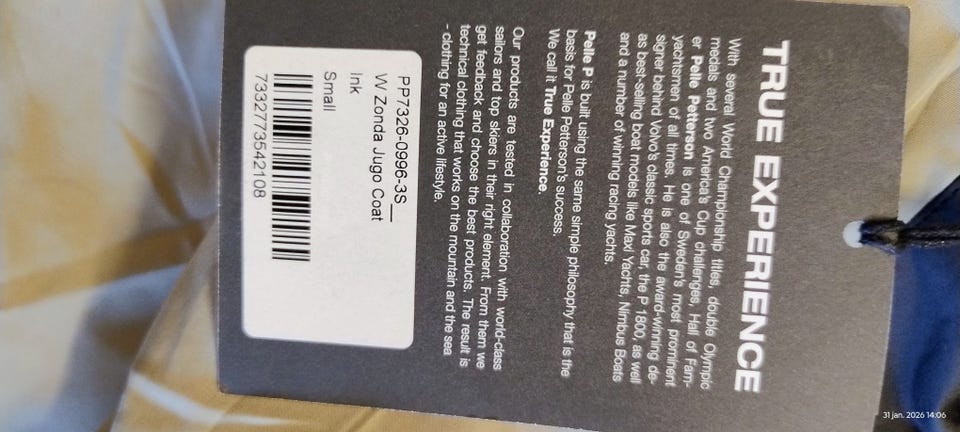 TRUE EXPERIENCE
With several World Championship titles, double Olympic
medals and two America's Cup challenges, Hall of Fam-
er Pelle Petterson is one of Sweden's most prominent
yachtsmen of all times. He is also the award-winning de-
signer behind Volvo's classic sports car, the P 1800, as well
as best-selling boat models like Maxi Yachts, Nimbus Boats
and a number of winning racing yachts.
Pelle P is built using the same simple philosophy that is the
basis for Pelle Petterson's success.
We call it True Experience.
Our products are tested in collaboration with world-class
sailors and top skiers in their right element. From them we
get feedback and choose the best products. The result is
technical clothing that works on the mountain and the sea
- clothing for an active lifestyle.
PP7326-0996-3S__
W Zonda Jugo Coat
Ink
Small
7332773542108
31 jan. 2026 14:06